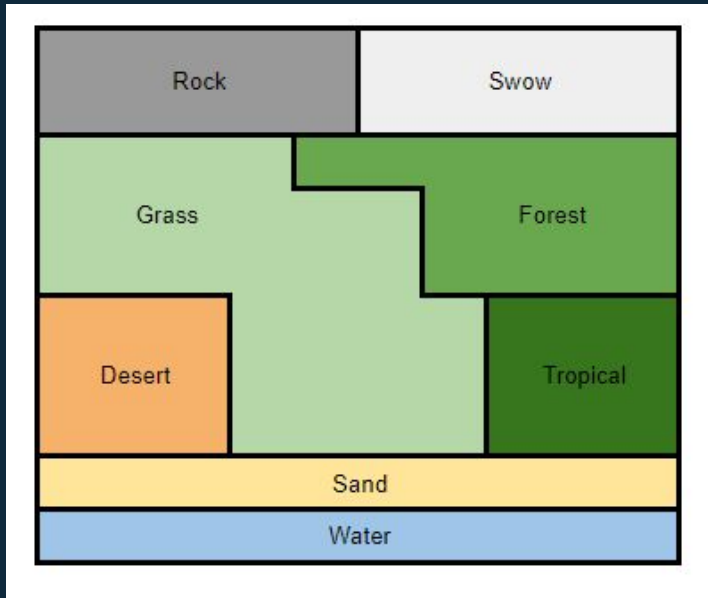 Rock
Swow
Grass
Forest
Desert
Tropical
Sand
Water